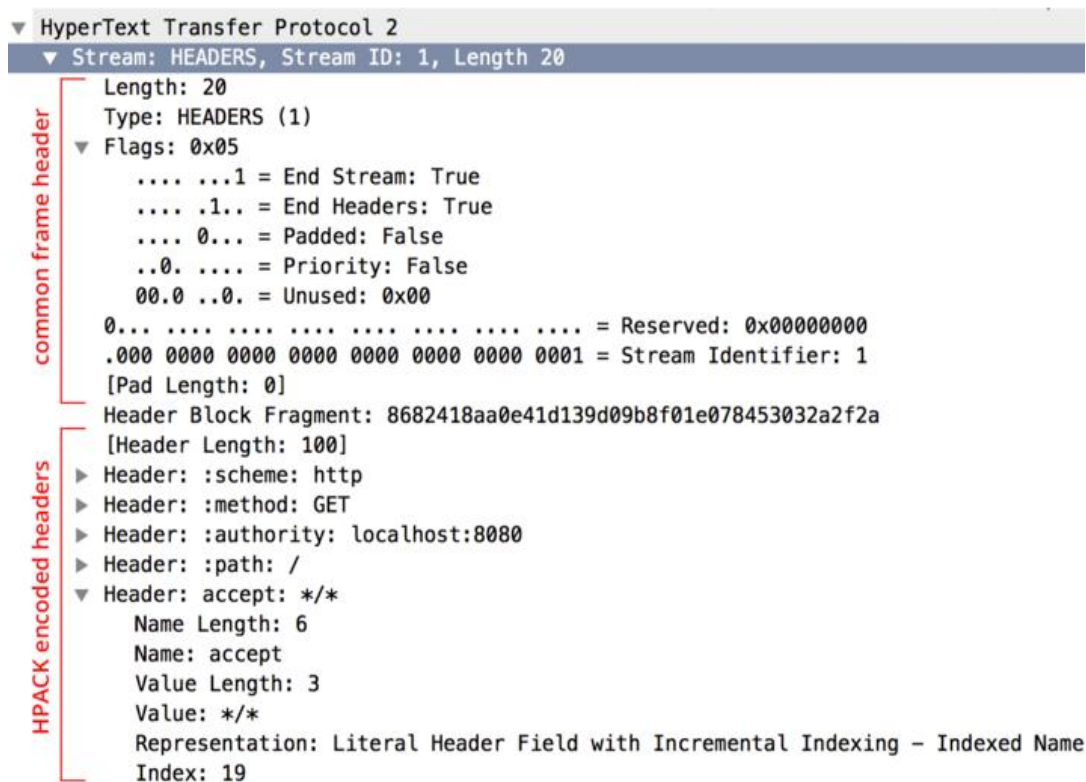 HyperText Transfer Protocol 2
Stream: HEADERS, Stream ID: 1, Length 20
common frame header
Length: 20
Type: HEADERS (1)
Flags: 0x05
.... ...1 = End Stream: True
.... .1.. = End Headers: True
.... 0... = Padded: False
..0. .... = Priority: False
00.0 ..0. = Unused: 0x00
0... .... .... .... .... .... .... .... = Reserved: 0x00000000
.000 0000 0000 0000 0000 0000 0000 0001 = Stream Identifier: 1
[Pad Length: 0]
Header Block Fragment: 8682418aa0e41d139d09b8f01e078453032a2f2a
HPACK encoded headers
[Header Length: 100]
Header: :scheme: http
Header: :method: GET
Header: :authority: localhost:8080
Header: :path: /
Header: accept: */*
Name Length: 6
Name: accept
Value Length: 3
Value: */*
Representation: Literal Header Field with Incremental Indexing – Indexed Name
Index: 19